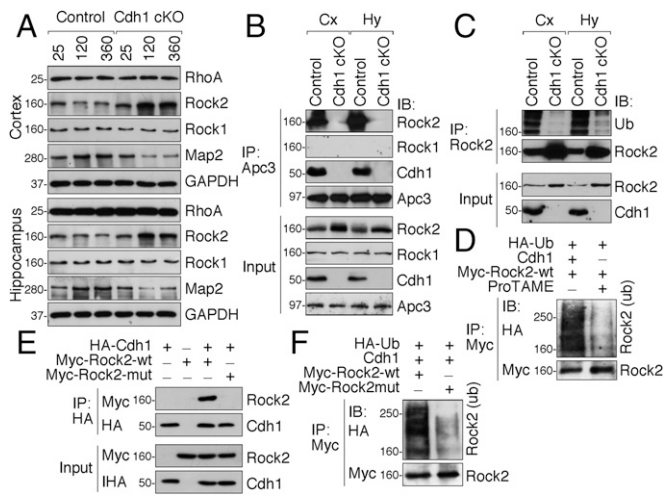 A
Control Cdh1 cKO
25 120 360 25 120 360
Cortex
25- RhoA
160- Rock2
160- Rock1
280- Map2
37- GAPDH
Hippocampus
25- RhoA
160- Rock2
160- Rock1
280- Map2
37- GAPDH
B
Cx Hy
Control Cdh1 cKO Control Cdh1 cKO
IB:
IP: Apc3
160- Rock2
160- Rock1
50- Cdh1
97- Apc3
Input
160- Rock2
160- Rock1
50- Cdh1
97- Apc3
C
Cx Hy
Control Cdh1 cKO Control Cdh1 cKO
IB:
IP: Rock2
160- Ub
160- Rock2
Input
160- Rock2
50- Cdh1
D
HA-Ub + +
Cdh1 + –
Myc-Rock2-wt + +
ProTAME – +
IP: Myc
IB: HA
250-
160-
Rock2 (ub)
Myc 160- Rock2
E
HA-Cdh1 + – + +
Myc-Rock2-wt – + + –
Myc-Rock2-mut – – – +
IP: HA
Myc 160- Rock2
HA 50- Cdh1
Input
Myc 160- Rock2
IHA 50- Cdh1
F
HA-Ub + +
Cdh1 + +
Myc-Rock2-wt + –
Myc-Rock2mut – +
IP: Myc
IB: HA
250-
160-
Rock2 (ub)
Myc 160- Rock2